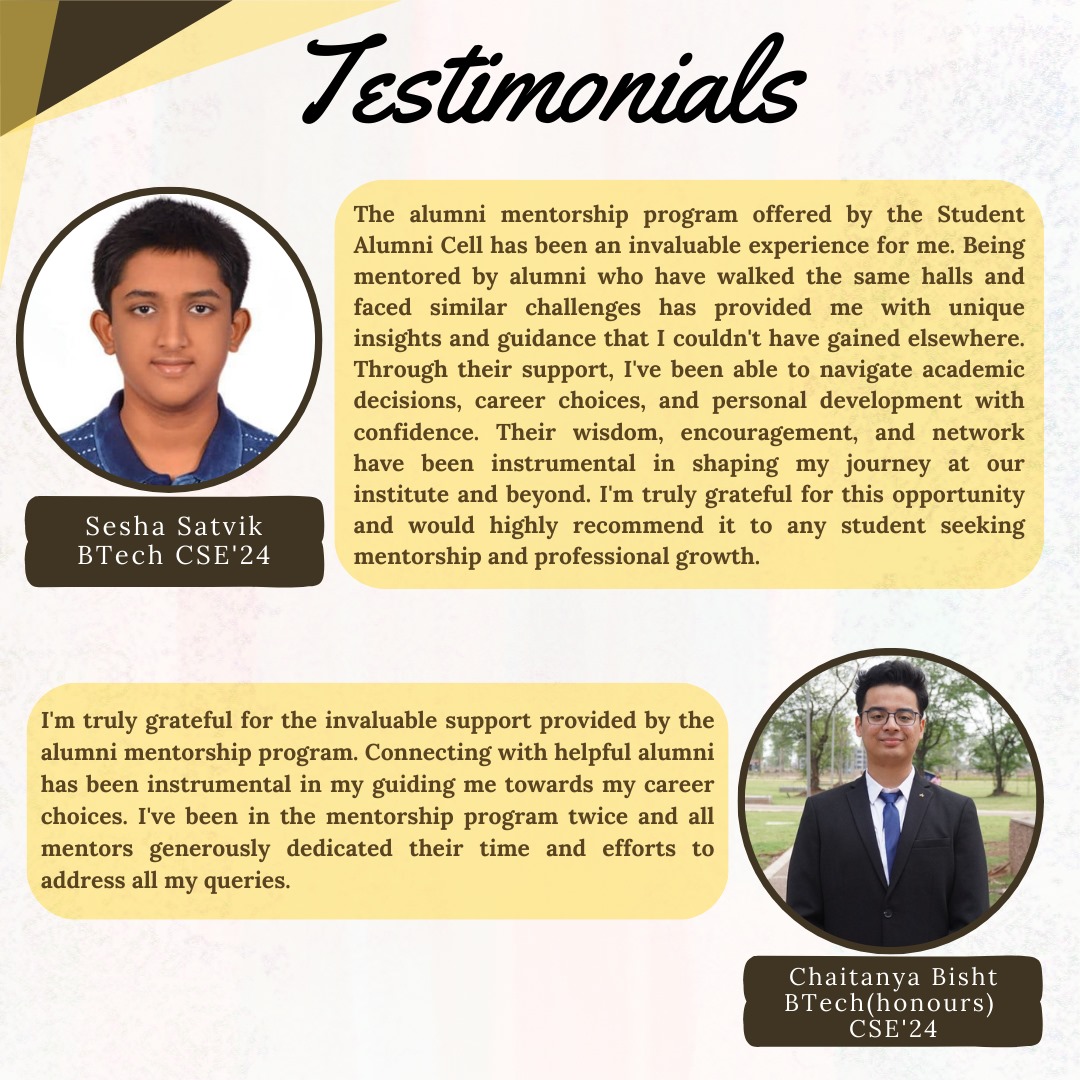 Testimonials
The alumni mentorship program offered by the Student
Alumni Cell has been an invaluable experience for me. Being
mentored by alumni who have walked the same halls and
faced similar challenges has provided me with unique
insights and guidance that I couldn't have gained elsewhere.
Through their support, I've been able to navigate academic
decisions, career choices, and personal development with
confidence. Their wisdom, encouragement, and network
have been instrumental in shaping my journey at our
institute and beyond. I'm truly grateful for this opportunity
and would highly recommend it to any student seeking
mentorship and professional growth.
Sesha Satvik
BTech CSE'24
I'm truly grateful for the invaluable support provided by the
alumni mentorship program. Connecting with helpful alumni
has been instrumental in my guiding me towards my career
choices. I've been in the mentorship program twice and all
mentors generously dedicated their time and efforts to
address all my queries.
Chaitanya Bisht
BTech(honours)
CSE'24